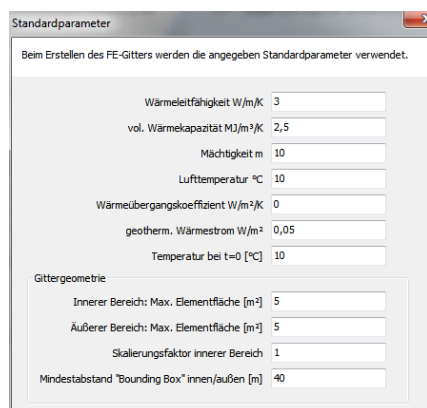 Standardparameter
Beim Erstellen des FE-Gitters werden die angegeben Standardparameter verwendet.
Wärmeleitfähigkeit W/m/K 3
vol. Wärmekapazität MJ/m³/K 2,5
Mächtigkeit m 10
Lufttemperatur °C 10
Wärmeübergangskoeffizient W/m²/K 0
geotherm. Wärmestrom W/m² 0,05
Temperatur bei t=0 [°C] 10
Gittergeometrie
Innerer Bereich: Max. Elementfläche [m²] 5
Äußerer Bereich: Max. Elementfläche [m²] 5
Skalierungsfaktor innerer Bereich 1
Mindestabstand "Bounding Box" innen/außen [m] 40